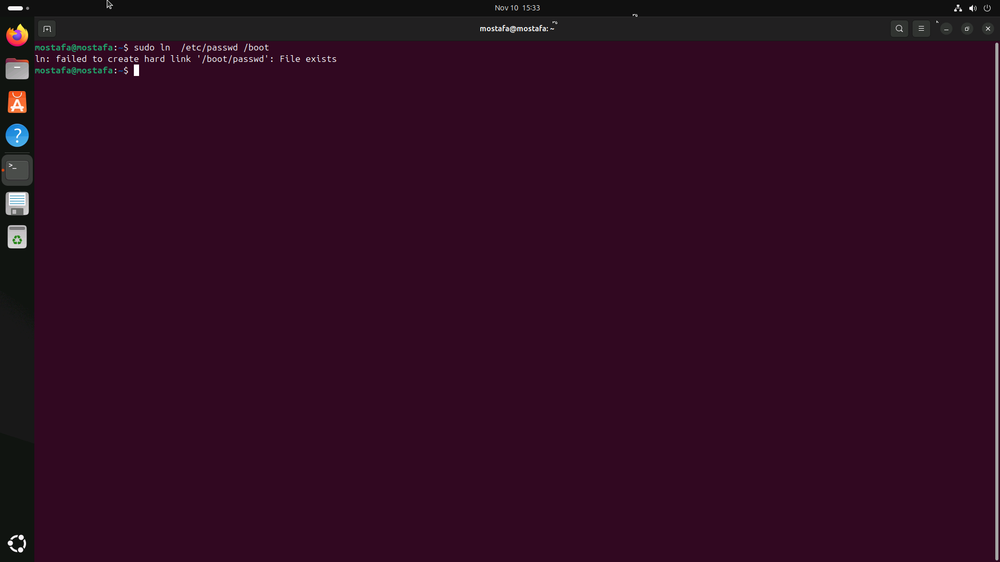 Nov 10 15:33
mostafa@mostafa: ~
mostafa@mostafa:~$ sudo ln  /etc/passwd /boot
ln: failed to create hard link '/boot/passwd': File exists
mostafa@mostafa:~$